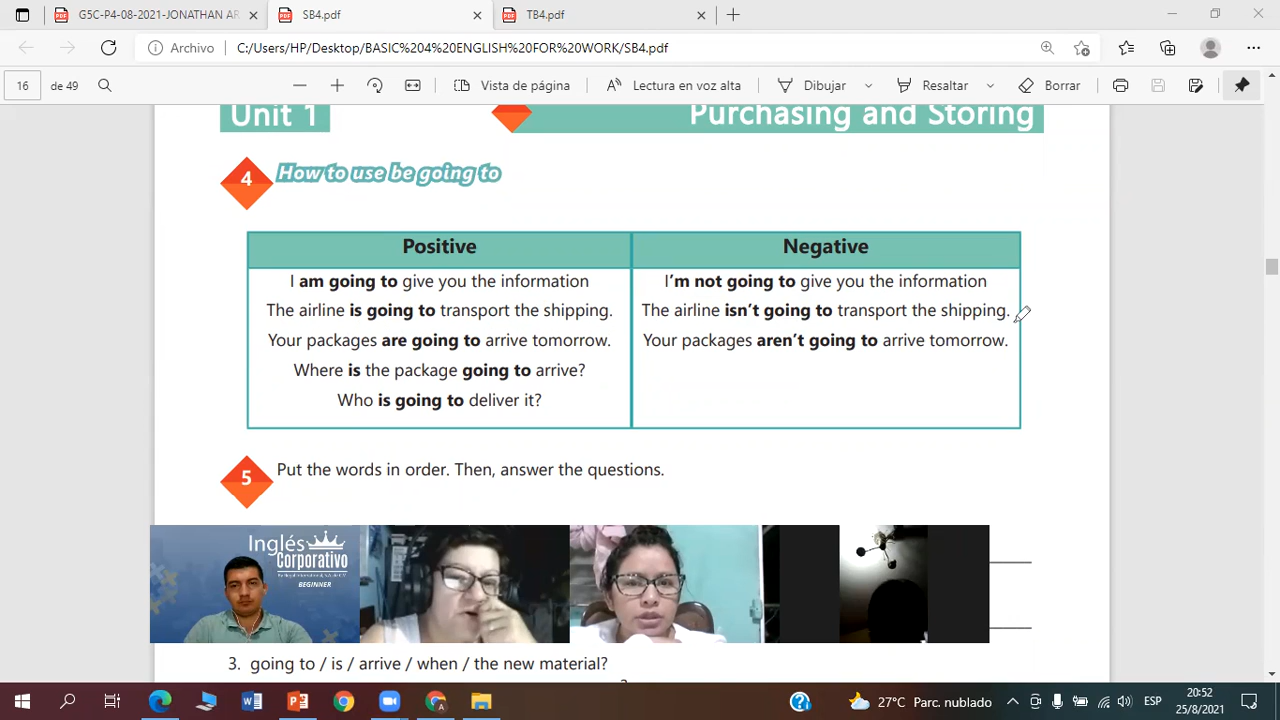 G5C-P4-08-2021-JONATHAN AR
SB4.pdf
TB4.pdf
Archivo
C:/Users/HP/Desktop/BASIC%204%20ENGLISH%20FOR%20WORK/SB4.pdf
16
de 49
Vista de página
Lectura en voz alta
Dibujar
Resaltar
Borrar
Unit 1
Purchasing and Storing
4
How to use be going to
Positive
Negative
I am going to give you the information
I'm not going to give you the information
The airline is going to transport the shipping.
The airline isn't going to transport the shipping.
Your packages are going to arrive tomorrow.
Your packages aren't going to arrive tomorrow.
Where is the package going to arrive?
Who is going to deliver it?
5
Put the words in order. Then, answer the questions.
Inglés
Corporativo
BEGINNER
3. going to / is / arrive / when / the new material?
27°C Parc. nublado
ESP
20:52
25/8/2021